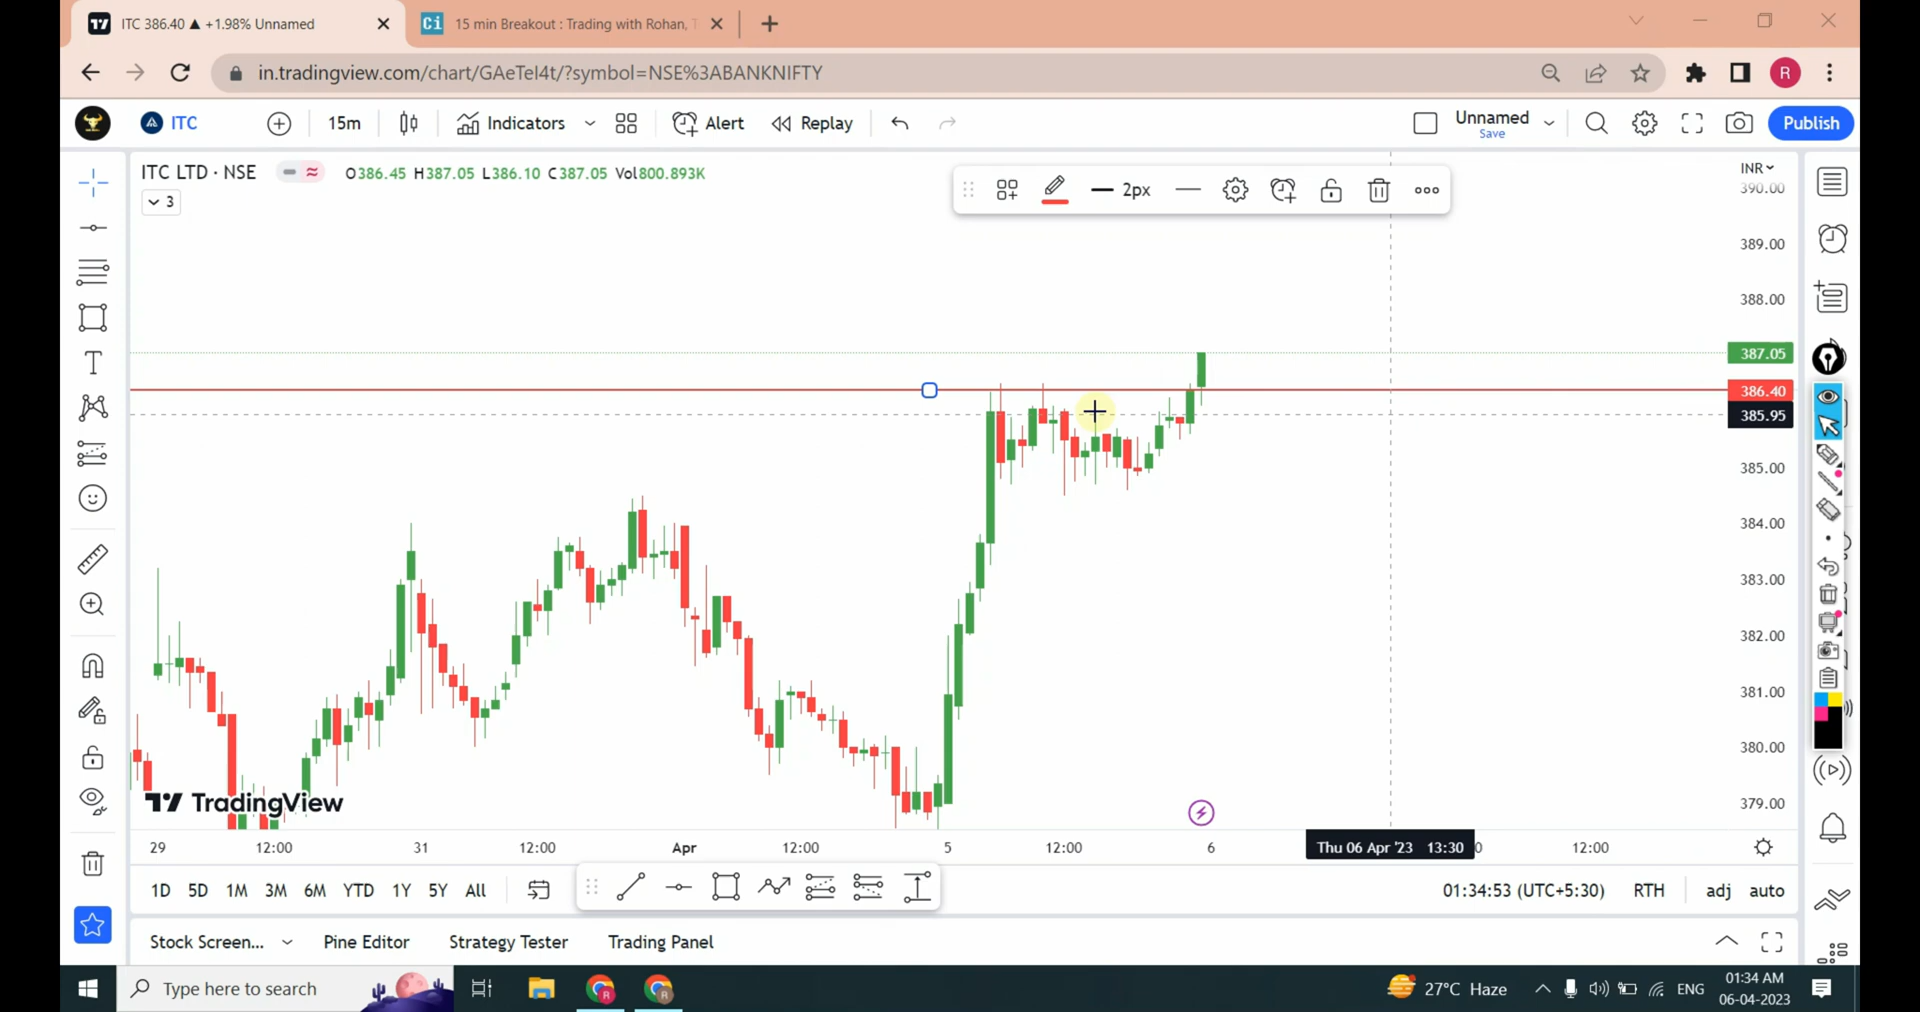 ITC 386.40 ▲ +1.98% Unnamed
Ci 15 min Breakout : Trading with Rohan,
in.tradingview.com/chart/GAeTeI4t/?symbol=NSE%3ABANKNIFTY
R
ITC 15m Indicators Alert Replay Unnamed Save Publish
ITC LTD · NSE O386.45 H387.05 L386.10 C387.05 Vol800.893K
3
2px
INR
390.00
389.00
388.00
387.05
386.40
385.95
385.00
384.00
383.00
382.00
381.00
380.00
379.00
TradingView
29 12:00 31 12:00 Apr 12:00 5 12:00 6 Thu 06 Apr '23 13:30 0 12:00
1D 5D 1M 3M 6M YTD 1Y 5Y All 01:34:53 (UTC+5:30) RTH adj auto
Stock Screen... Pine Editor Strategy Tester Trading Panel
Type here to search 27°C Haze ENG 01:34 AM
06-04-2023